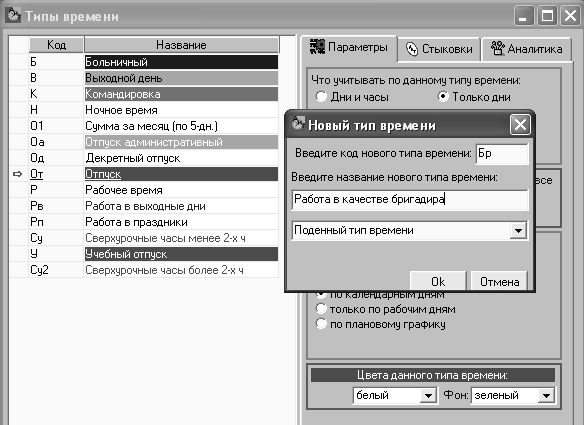 Типы времени
Код Название
Б Больничный
В Выходной день
К Командировка
Н Ночное время
О1 Сумма за месяц (по 5-дн.)
Оа Отпуск административный
Од Декретный отпуск
От Отпуск
Р Рабочее время
Рв Работа в выходные дни
Рп Работа в праздники
Су Сверхурочные часы менее 2-х ч
У Учебный отпуск
Су2 Сверхурочные часы более 2-х ч
Параметры Стыковки Аналитика
Что учитывать по данному типу времени:
Дни и часы Только дни
Новый тип времени
Введите код нового типа времени: Бр
Введите название нового типа времени:
все
Работа в качестве бригадира
Поденный тип времени
Ok Отмена
по календарным дням
только по рабочим дням
по плановому графику
Цвета данного типа времени:
белый Фон: зеленый